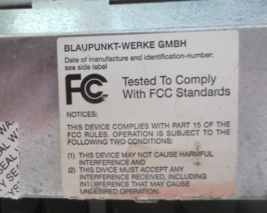 BLAUPUNKT-WERKE GMBH
Date of manufacture and identification-number:
see side label
FC Tested To Comply
With FCC Standards
NOTICES:
THIS DEVICE COMPLIES WITH PART 15 OF THE
FCC RULES. OPERATION IS SUBJECT TO THE
FOLLOWING TWO CONDITIONS:
(1) THIS DEVICE MAY NOT CAUSE HARMFUL
INTERFERENCE AND
(2) THIS DEVICE MUST ACCEPT ANY
INTERFERENCE RECEIVED, INCLUDING
INTERFERENCE THAT MAY CAUSE
UNDESIRED OPERATION.
SEAL